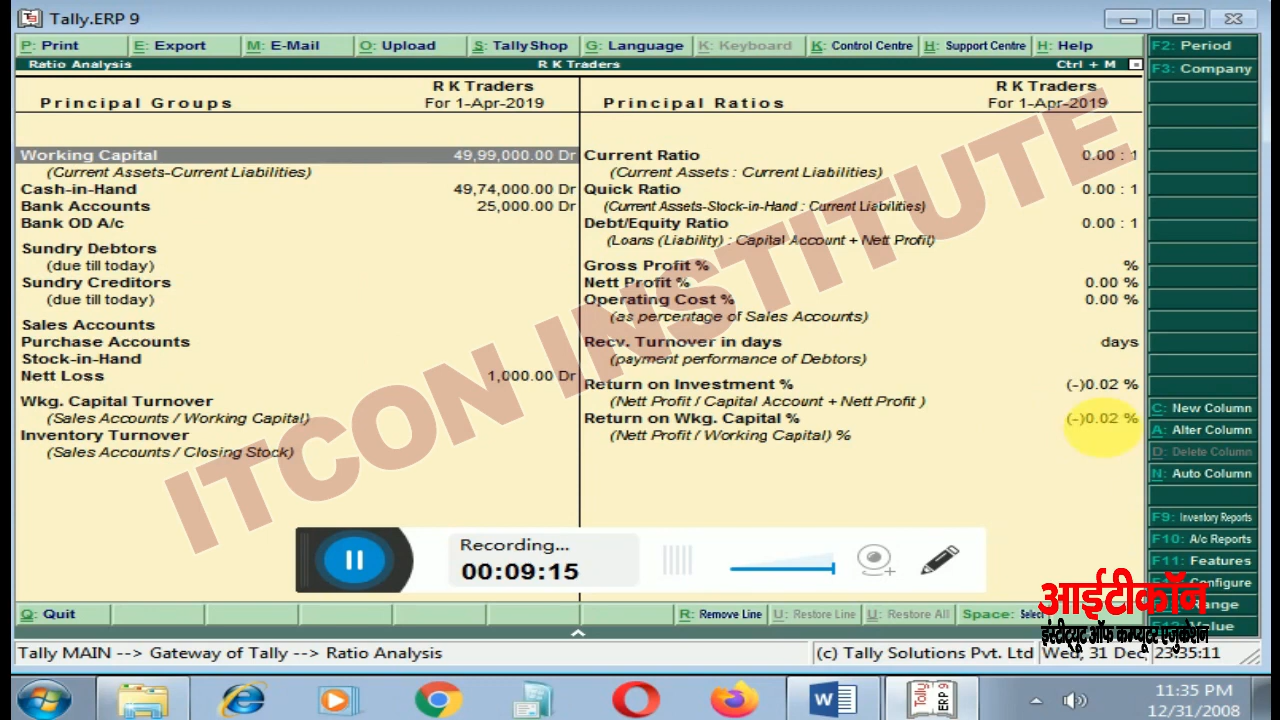 Tally.ERP 9
P: Print E: Export M: E-Mail O: Upload S: TallyShop G: Language K: Keyboard K: Control Centre H: Support Centre H: Help
F2: Period
Ratio Analysis R K Traders Ctrl + M
F3: Company
Principal Groups
R K Traders
For 1-Apr-2019
Working Capital 49,99,000.00 Dr
(Current Assets-Current Liabilities)
Cash-in-Hand 49,74,000.00 Dr
Bank Accounts 25,000.00 Dr
Bank OD A/c
Sundry Debtors
(due till today)
Sundry Creditors
(due till today)
Sales Accounts
Purchase Accounts
Stock-in-Hand
Nett Loss 1,000.00 Dr
Wkg. Capital Turnover
(Sales Accounts / Working Capital)
Inventory Turnover
(Sales Accounts / Closing Stock)
Principal Ratios
R K Traders
For 1-Apr-2019
Current Ratio 0.00 : 1
(Current Assets : Current Liabilities)
Quick Ratio 0.00 : 1
(Current Assets-Stock-in-Hand : Current Liabilities)
Debt/Equity Ratio 0.00 : 1
(Loans (Liability) : Capital Account + Nett Profit)
Gross Profit % %
Nett Profit % 0.00 %
Operating Cost % 0.00 %
(as percentage of Sales Accounts)
Recv. Turnover in days days
(payment performance of Debtors)
Return on Investment % (-)0.02 %
(Nett Profit / Capital Account + Nett Profit )
Return on Wkg. Capital % (-)0.02 %
(Nett Profit / Working Capital) %
ITCON INSTITUTE
C: New Column
A: Alter Column
D: Delete Column
N: Auto Column
F9: Inventory Reports
F10: A/c Reports
F11: Features
Configure
Range
Value
Recording...
00:09:15
आईटीकॉन
इंस्टीट्यूट ऑफ कम्प्यूटर एजुकेशन
Q: Quit R: Remove Line U: Restore Line U: Restore All Space: Select
Tally MAIN --> Gateway of Tally --> Ratio Analysis (c) Tally Solutions Pvt. Ltd Wed, 31 Dec, 23:35:11
Tally ERP 9
11:35 PM
12/31/2008